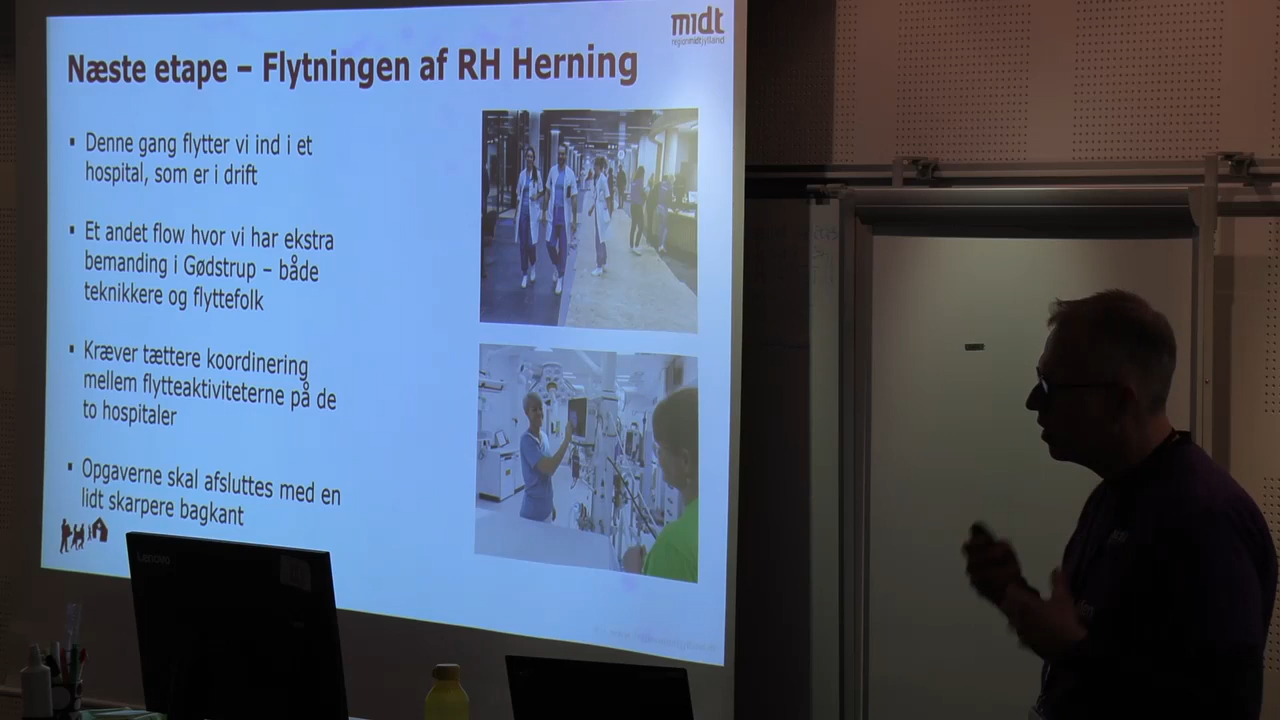 midt
regionmidtjylland
Næste etape – Flytningen af RH Herning
▪ Denne gang flytter vi ind i et
hospital, som er i drift
▪ Et andet flow hvor vi har ekstra
bemanding i Gødstrup – både
teknikkere og flyttefolk
▪ Kræver tættere koordinering
mellem flytteaktiviteterne på de
to hospitaler
▪ Opgaverne skal afsluttes med en
lidt skarpere bagkant
Lenovo